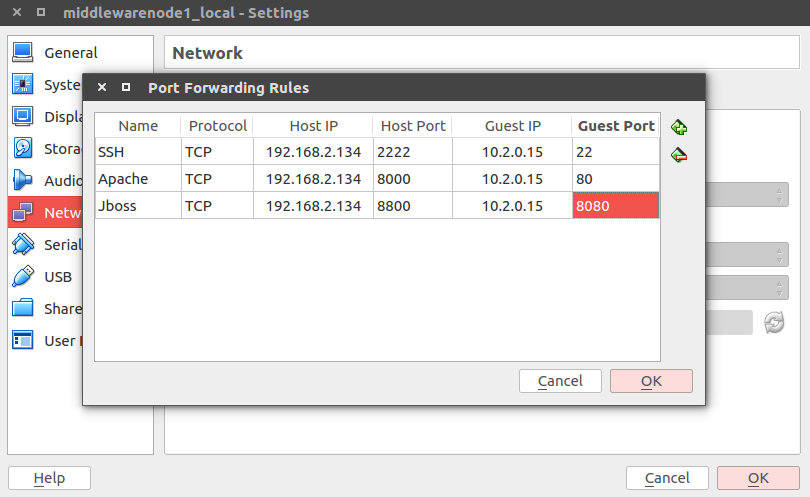 middlewarenode1_local - Settings
General
Network
Syste
Port Forwarding Rules
Displa
Name Protocol Host IP Host Port Guest IP Guest Port
Storag
SSH TCP 192.168.2.134 2222 10.2.0.15 22
Audio
Apache TCP 192.168.2.134 8000 10.2.0.15 80
Netw
Jboss TCP 192.168.2.134 8800 10.2.0.15 8080
Serial
USB
Share
User I
Cancel OK
Help Cancel OK